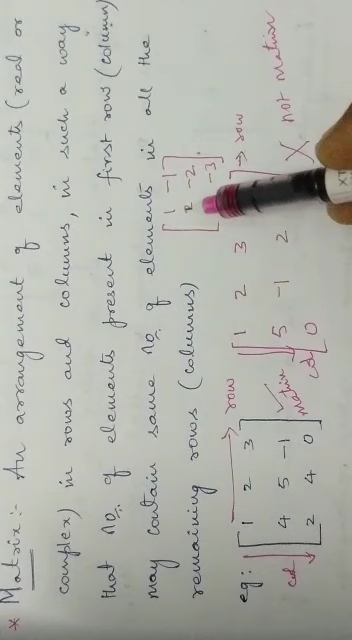 * Matrix :- An arrangement of elements (real or
complex) in rows and columns, in such a way
that no. of elements present in first row (column)
may contain same no. of elements in all the
remaining rows (columns)
[1 -1
-2
-3]
eg: [1 2 3
4 5 -1
2 4 0]
row
col
matrix
[1 2 3
5 -1 2
0
→ row
col
X not matrix
XT